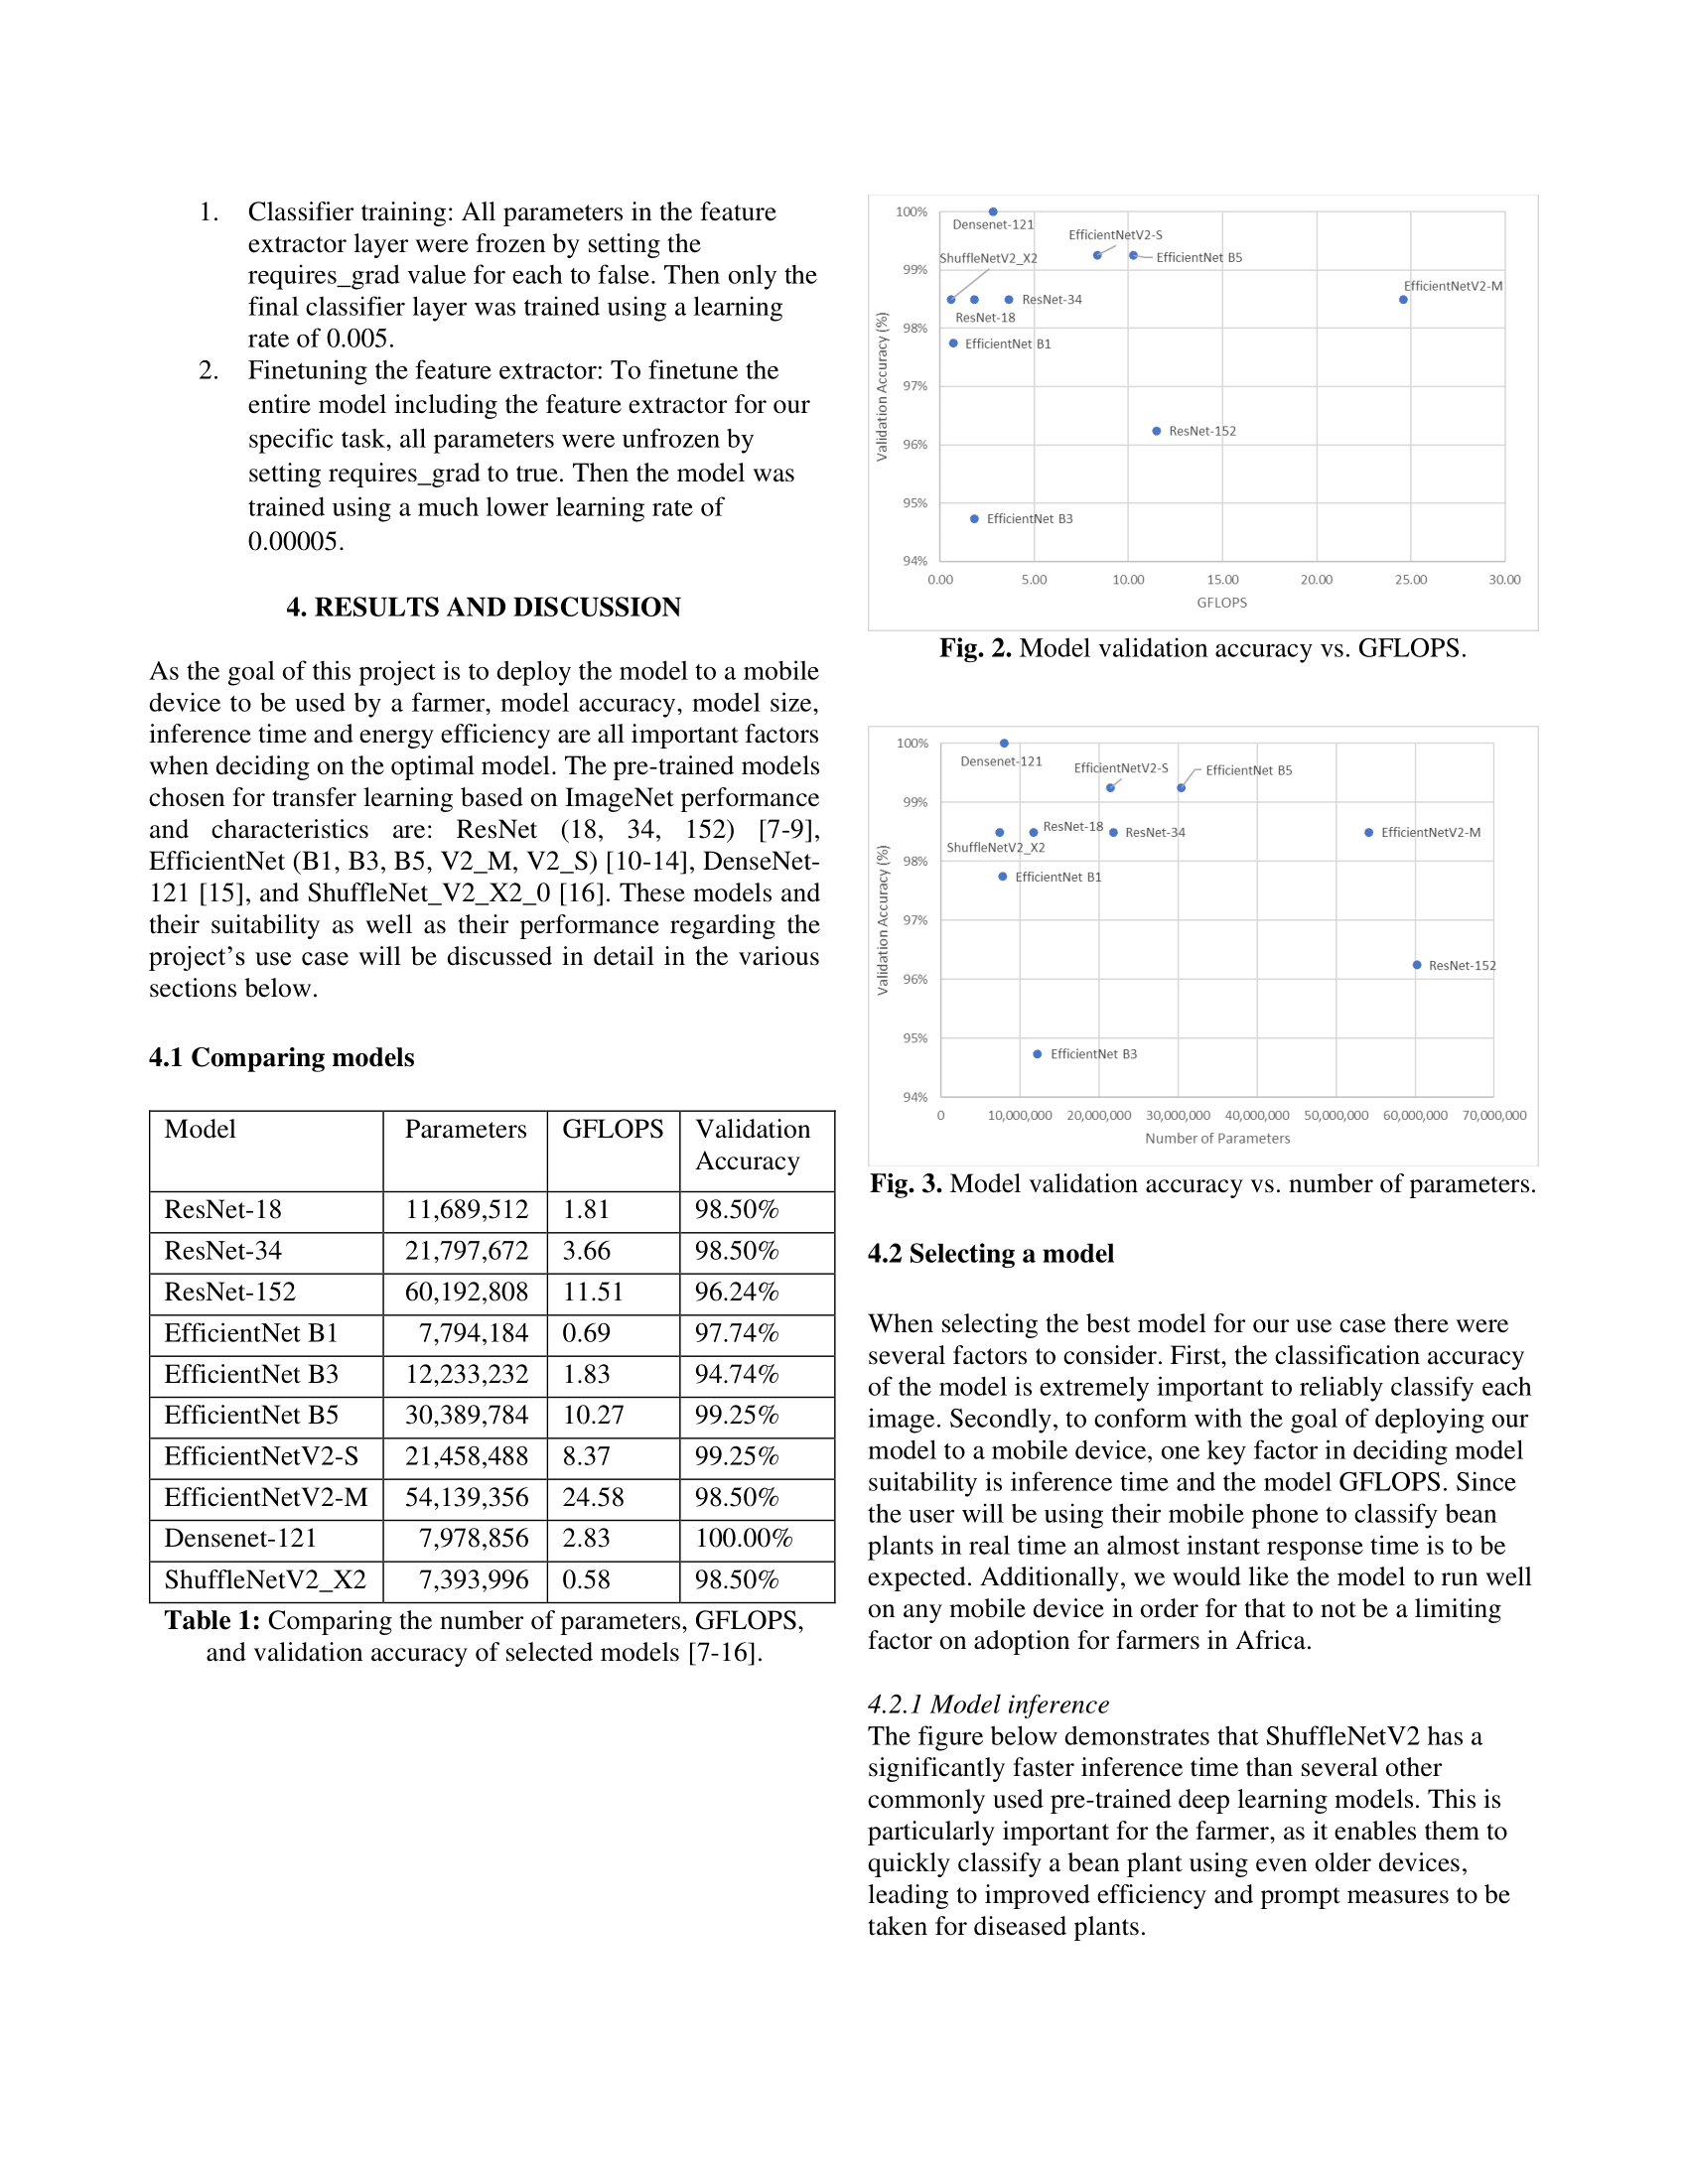 1. Classifier training: All parameters in the feature
extractor layer were frozen by setting the
requires_grad value for each to false. Then only the
final classifier layer was trained using a learning
rate of 0.005.
2. Finetuning the feature extractor: To finetune the
entire model including the feature extractor for our
specific task, all parameters were unfrozen by
setting requires_grad to true. Then the model was
trained using a much lower learning rate of
0.00005.
4. RESULTS AND DISCUSSION
As the goal of this project is to deploy the model to a mobile
device to be used by a farmer, model accuracy, model size,
inference time and energy efficiency are all important factors
when deciding on the optimal model. The pre-trained models
chosen for transfer learning based on ImageNet performance
and characteristics are: ResNet (18, 34, 152) [7-9],
EfficientNet (B1, B3, B5, V2_M, V2_S) [10-14], DenseNet-
121 [15], and ShuffleNet_V2_X2_0 [16]. These models and
their suitability as well as their performance regarding the
project’s use case will be discussed in detail in the various
sections below.
4.1 Comparing models
Model Parameters GFLOPS Validation
Accuracy
ResNet-18 11,689,512 1.81 98.50%
ResNet-34 21,797,672 3.66 98.50%
ResNet-152 60,192,808 11.51 96.24%
EfficientNet B1 7,794,184 0.69 97.74%
EfficientNet B3 12,233,232 1.83 94.74%
EfficientNet B5 30,389,784 10.27 99.25%
EfficientNetV2-S 21,458,488 8.37 99.25%
EfficientNetV2-M 54,139,356 24.58 98.50%
Densenet-121 7,978,856 2.83 100.00%
ShuffleNetV2_X2 7,393,996 0.58 98.50%
Table 1: Comparing the number of parameters, GFLOPS,
and validation accuracy of selected models [7-16].
100%
Densenet-121
EfficientNetV2-S
ShuffleNetV2_X2
EfficientNet B5
99%
EfficientNetV2-M
ResNet-34
ResNet-18
98%
EfficientNet B1
Validation Accuracy (%)
97%
ResNet-152
96%
95%
EfficientNet B3
94%
0.00 5.00 10.00 15.00 20.00 25.00 30.00
GFLOPS
Fig. 2. Model validation accuracy vs. GFLOPS.
100%
Densenet-121
EfficientNetV2-S
EfficientNet B5
99%
ResNet-18
ResNet-34
EfficientNetV2-M
ShuffleNetV2_X2
98%
EfficientNet B1
Validation Accuracy (%)
97%
ResNet-152
96%
95%
EfficientNet B3
94%
0 10,000,000 20,000,000 30,000,000 40,000,000 50,000,000 60,000,000 70,000,000
Number of Parameters
Fig. 3. Model validation accuracy vs. number of parameters.
4.2 Selecting a model
When selecting the best model for our use case there were
several factors to consider. First, the classification accuracy
of the model is extremely important to reliably classify each
image. Secondly, to conform with the goal of deploying our
model to a mobile device, one key factor in deciding model
suitability is inference time and the model GFLOPS. Since
the user will be using their mobile phone to classify bean
plants in real time an almost instant response time is to be
expected. Additionally, we would like the model to run well
on any mobile device in order for that to not be a limiting
factor on adoption for farmers in Africa.
4.2.1 Model inference
The figure below demonstrates that ShuffleNetV2 has a
significantly faster inference time than several other
commonly used pre-trained deep learning models. This is
particularly important for the farmer, as it enables them to
quickly classify a bean plant using even older devices,
leading to improved efficiency and prompt measures to be
taken for diseased plants.